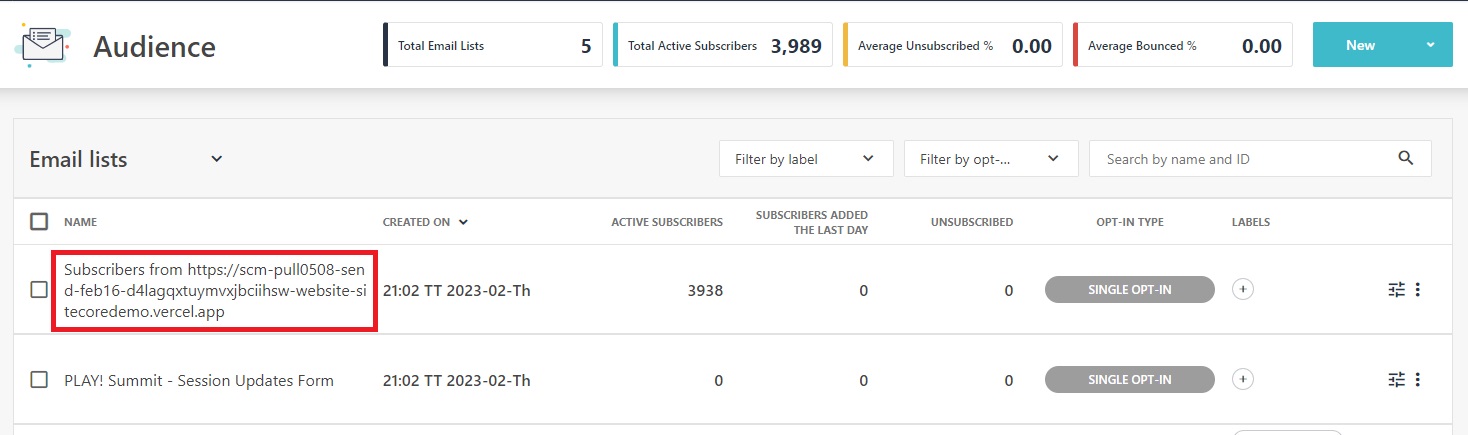 Audience
Total Email Lists 5
Total Active Subscribers 3,989
Average Unsubscribed % 0.00
Average Bounced % 0.00
New
Email lists
Filter by label
Filter by opt-...
Search by name and ID
NAME
CREATED ON
ACTIVE SUBSCRIBERS
SUBSCRIBERS ADDED
THE LAST DAY
UNSUBSCRIBED
OPT-IN TYPE
LABELS
Subscribers from https://scm-pull0508-sen
d-feb16-d4lagqxtuymvxjbciihsw-website-si
tecoredemo.vercel.app
21:02 TT 2023-02-Th
3938
0
0
SINGLE OPT-IN
PLAY! Summit - Session Updates Form
21:02 TT 2023-02-Th
0
0
0
SINGLE OPT-IN